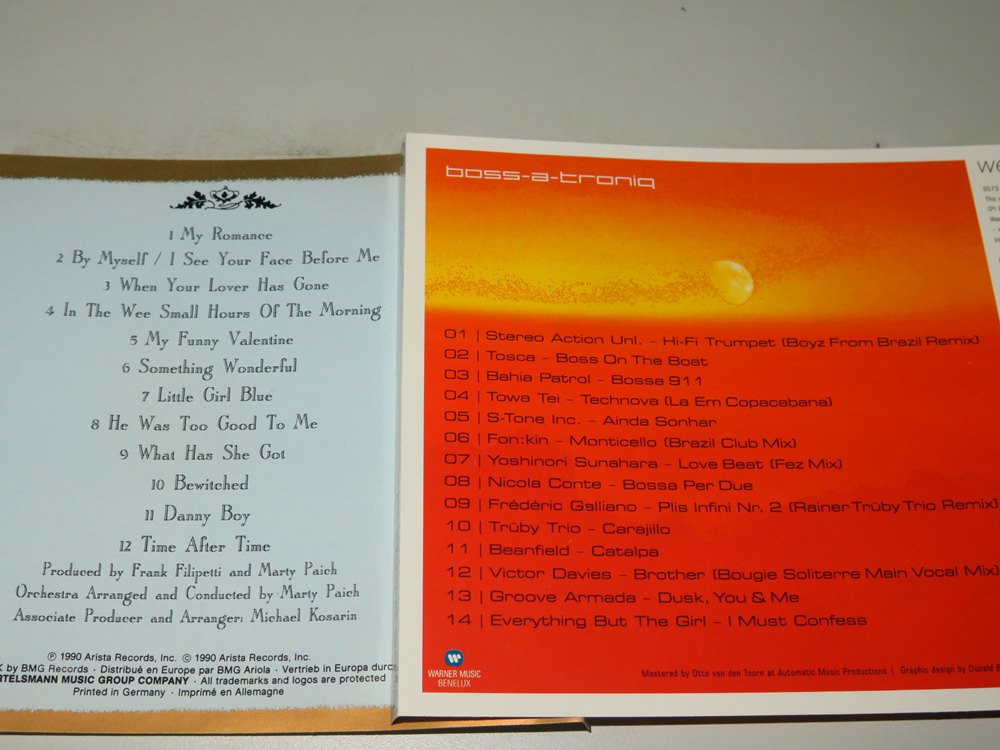 1 My Romance
2 By Myself / I See Your Face Before Me
3 When Your Lover Has Gone
4 In The Wee Small Hours Of The Morning
5 My Funny Valentine
6 Something Wonderful
7 Little Girl Blue
8 He Was Too Good To Me
9 What Has She Got
10 Bewitched
11 Danny Boy
12 Time After Time
Produced by Frank Filipetti and Marty Paich
Orchestra Arranged and Conducted by Marty Paich
Associate Producer and Arranger: Michael Kosarin
℗ 1990 Arista Records, Inc. © 1990 Arista Records, Inc.
by BMG Records · Distribué en Europe par BMG Ariola · Vertrieb in Europa durch
MUSIC GROUP COMPANY · All trademarks and logos are protected
Printed in Germany · Imprimé en Allemagne
boss-a-troniq
01 | Stereo Action Unl. - Hi-Fi Trumpet (Boyz From Brazil Remix)
02 | Tosca - Boss On The Boat
03 | Bahia Patrol - Bossa 911
04 | Towa Tei - Technova (La Em Copacabana)
05 | S-Tone Inc. - Ainda Sonhar
06 | Fon:kin - Monticello (Brazil Club Mix)
07 | Yoshinori Sunahara - Love Beat (Fez Mix)
08 | Nicola Conte - Bossa Per Due
09 | Frédéric Galliano - Plis Infini Nr. 2 (Rainer Trüby Trio Remix)
10 | Trüby Trio - Carajillo
11 | Beanfield - Catalpa
12 | Victor Davies - Brother (Bougie Soliterre Main Vocal Mix)
13 | Groove Armada - Dusk, You & Me
14 | Everything But The Girl - I Must Confess
WARNER MUSIC
BENELUX
Mastered by Otto van den Toorn at Automatic Music Productions | Graphic design by Donald
8573